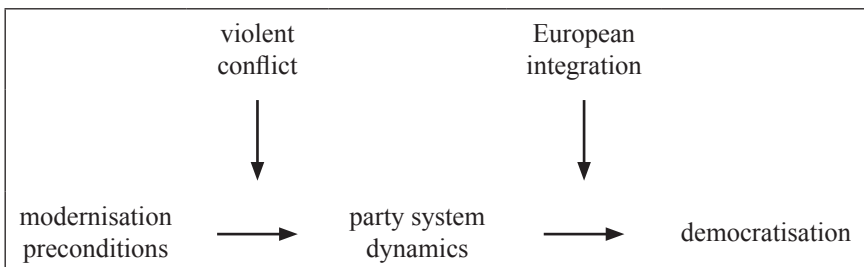 violent
conflict
European
integration
modernisation
preconditions
party system
dynamics
democratisation